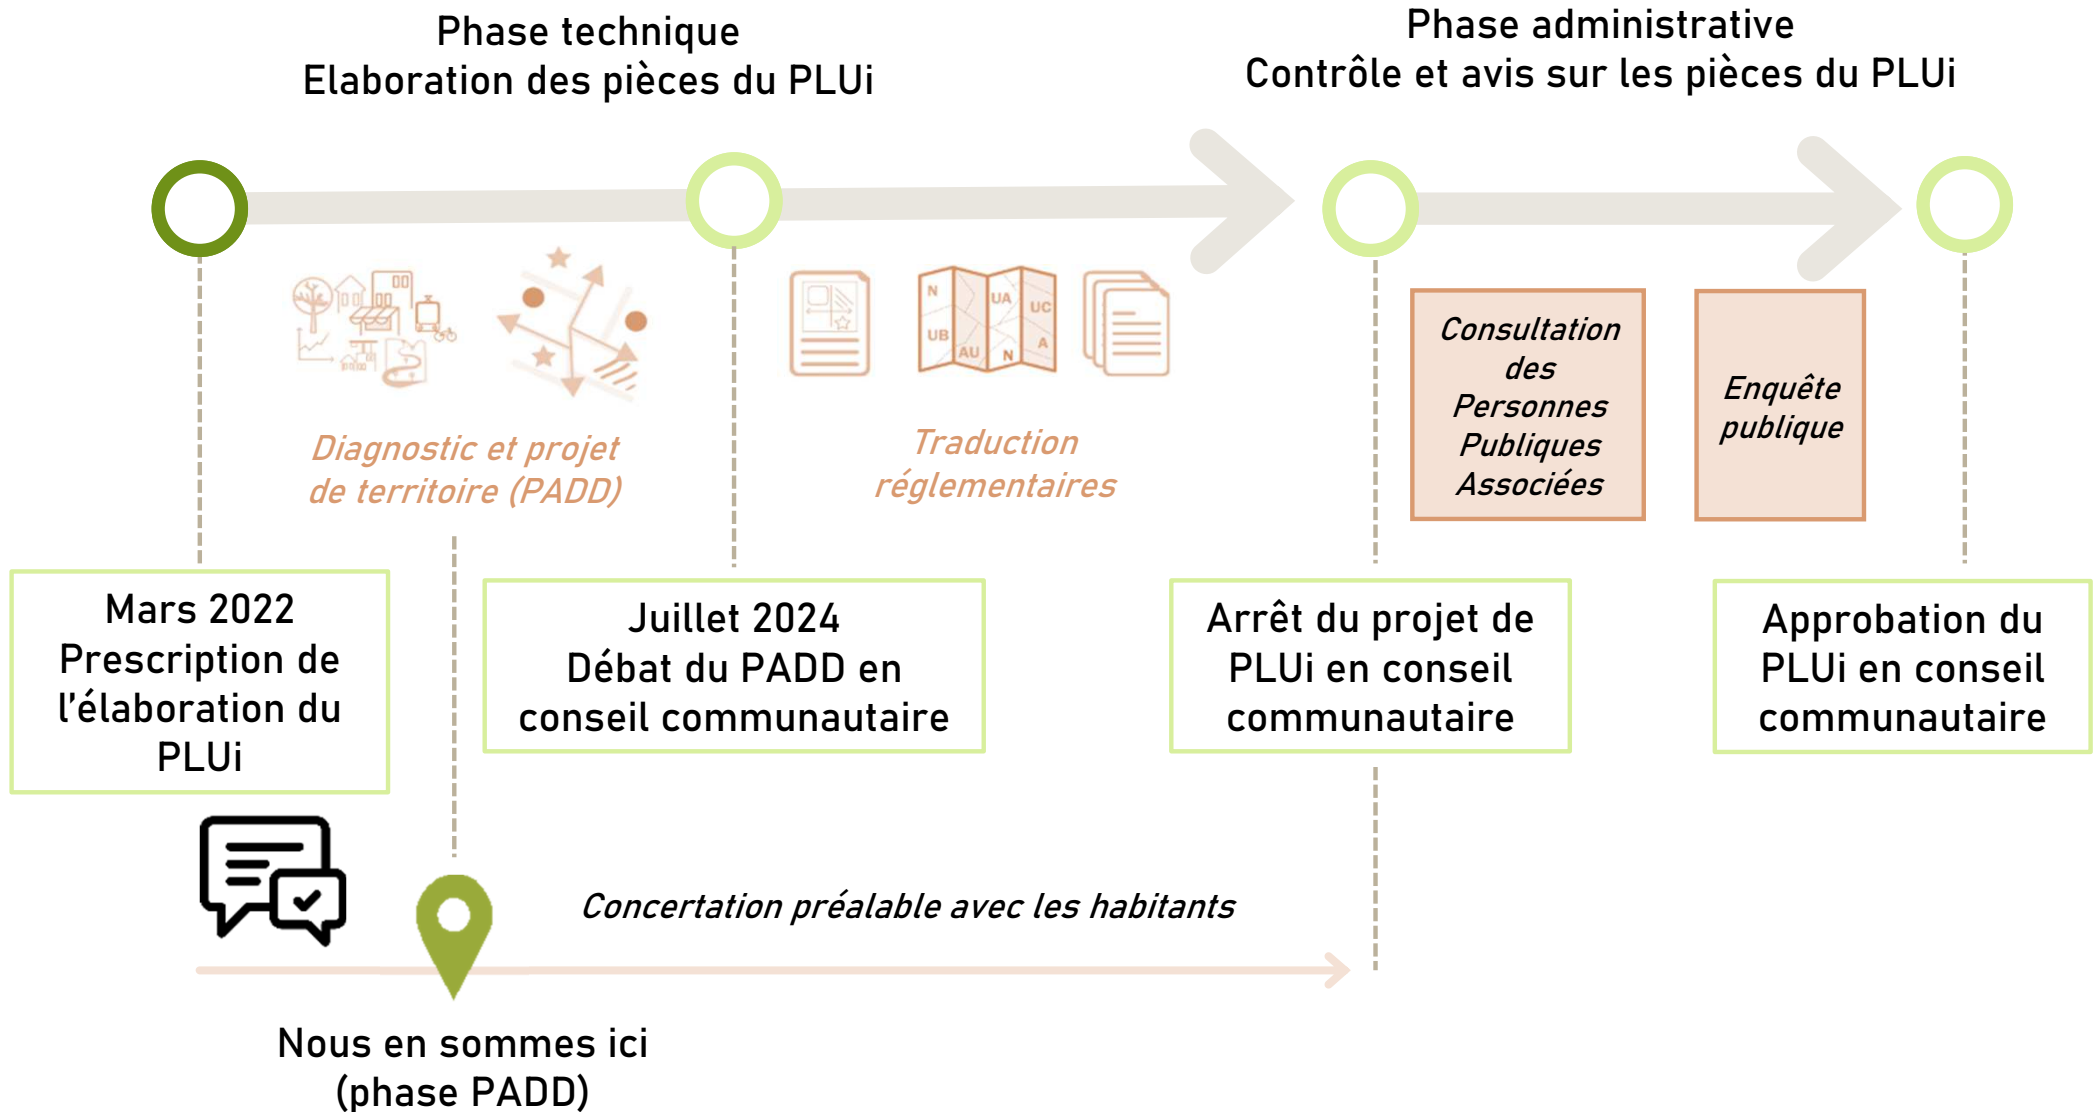 Phase technique
Elaboration des pièces du PLUi
Phase administrative
Contrôle et avis sur les pièces du PLUi
N
UA
UC
UB
AU
N
A
Diagnostic et projet
de territoire (PADD)
Traduction
réglementaires
Consultation
des
Personnes
Publiques
Associées
Enquête
publique
Mars 2022
Prescription de
l’élaboration du
PLUi
Juillet 2024
Débat du PADD en
conseil communautaire
Arrêt du projet de
PLUi en conseil
communautaire
Approbation du
PLUi en conseil
communautaire
Concertation préalable avec les habitants
Nous en sommes ici
(phase PADD)